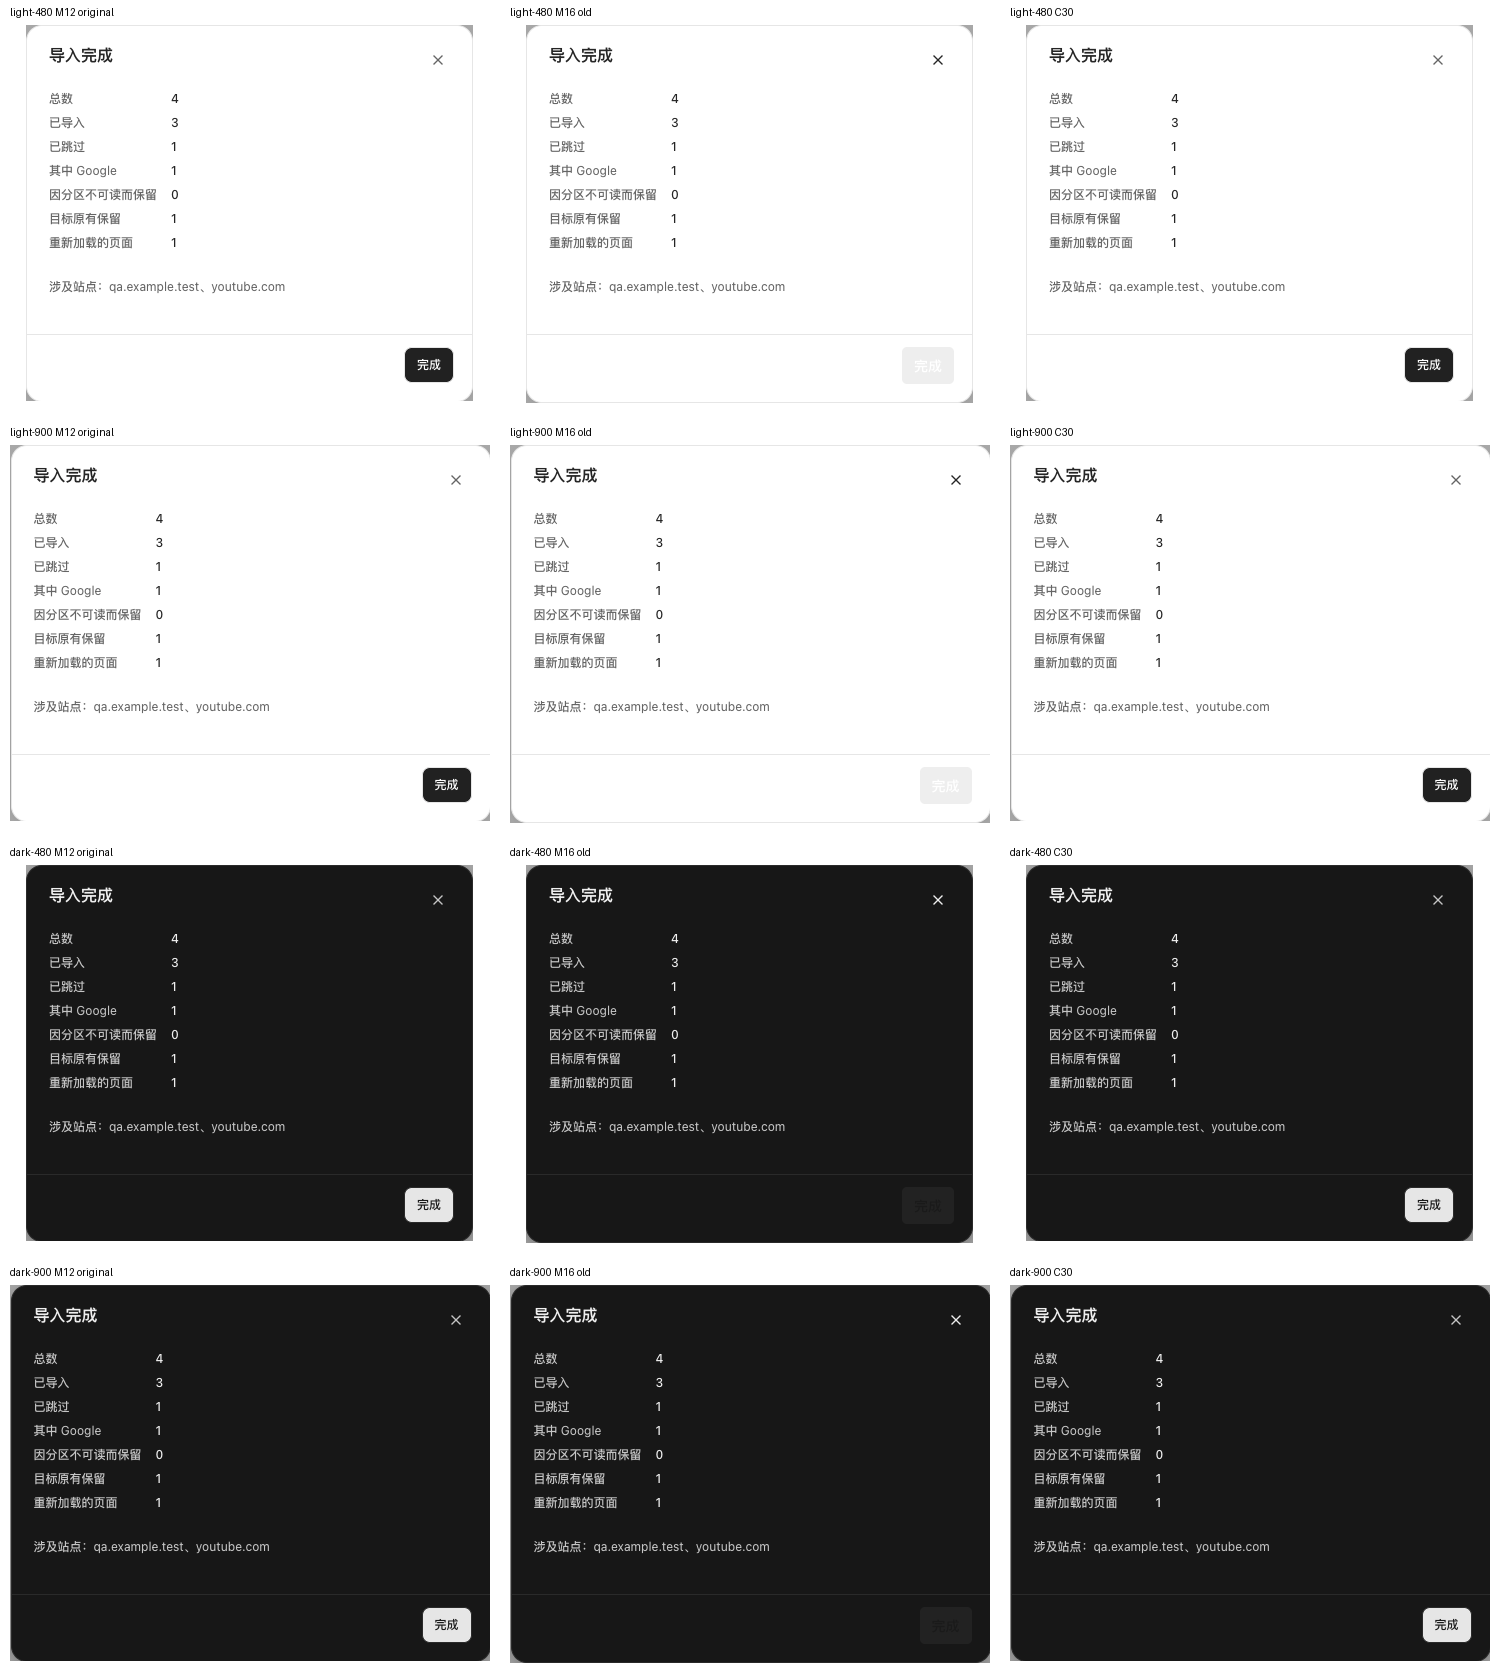 light-480 M12 original
导入完成
总数 4
已导入 3
已跳过 1
其中 Google 1
因分区不可读而保留 0
目标原有保留 1
重新加载的页面 1
涉及站点：qa.example.test、youtube.com
完成
light-480 M16 old
导入完成
总数 4
已导入 3
已跳过 1
其中 Google 1
因分区不可读而保留 0
目标原有保留 1
重新加载的页面 1
涉及站点：qa.example.test、youtube.com
完成
light-480 C30
导入完成
总数 4
已导入 3
已跳过 1
其中 Google 1
因分区不可读而保留 0
目标原有保留 1
重新加载的页面 1
涉及站点：qa.example.test、youtube.com
完成
light-900 M12 original
导入完成
总数 4
已导入 3
已跳过 1
其中 Google 1
因分区不可读而保留 0
目标原有保留 1
重新加载的页面 1
涉及站点：qa.example.test、youtube.com
完成
light-900 M16 old
导入完成
总数 4
已导入 3
已跳过 1
其中 Google 1
因分区不可读而保留 0
目标原有保留 1
重新加载的页面 1
涉及站点：qa.example.test、youtube.com
完成
light-900 C30
导入完成
总数 4
已导入 3
已跳过 1
其中 Google 1
因分区不可读而保留 0
目标原有保留 1
重新加载的页面 1
涉及站点：qa.example.test、youtube.com
完成
dark-480 M12 original
导入完成
总数 4
已导入 3
已跳过 1
其中 Google 1
因分区不可读而保留 0
目标原有保留 1
重新加载的页面 1
涉及站点：qa.example.test、youtube.com
完成
dark-480 M16 old
导入完成
总数 4
已导入 3
已跳过 1
其中 Google 1
因分区不可读而保留 0
目标原有保留 1
重新加载的页面 1
涉及站点：qa.example.test、youtube.com
完成
dark-480 C30
导入完成
总数 4
已导入 3
已跳过 1
其中 Google 1
因分区不可读而保留 0
目标原有保留 1
重新加载的页面 1
涉及站点：qa.example.test、youtube.com
完成
dark-900 M12 original
导入完成
总数 4
已导入 3
已跳过 1
其中 Google 1
因分区不可读而保留 0
目标原有保留 1
重新加载的页面 1
涉及站点：qa.example.test、youtube.com
完成
dark-900 M16 old
导入完成
总数 4
已导入 3
已跳过 1
其中 Google 1
因分区不可读而保留 0
目标原有保留 1
重新加载的页面 1
涉及站点：qa.example.test、youtube.com
完成
dark-900 C30
导入完成
总数 4
已导入 3
已跳过 1
其中 Google 1
因分区不可读而保留 0
目标原有保留 1
重新加载的页面 1
涉及站点：qa.example.test、youtube.com
完成